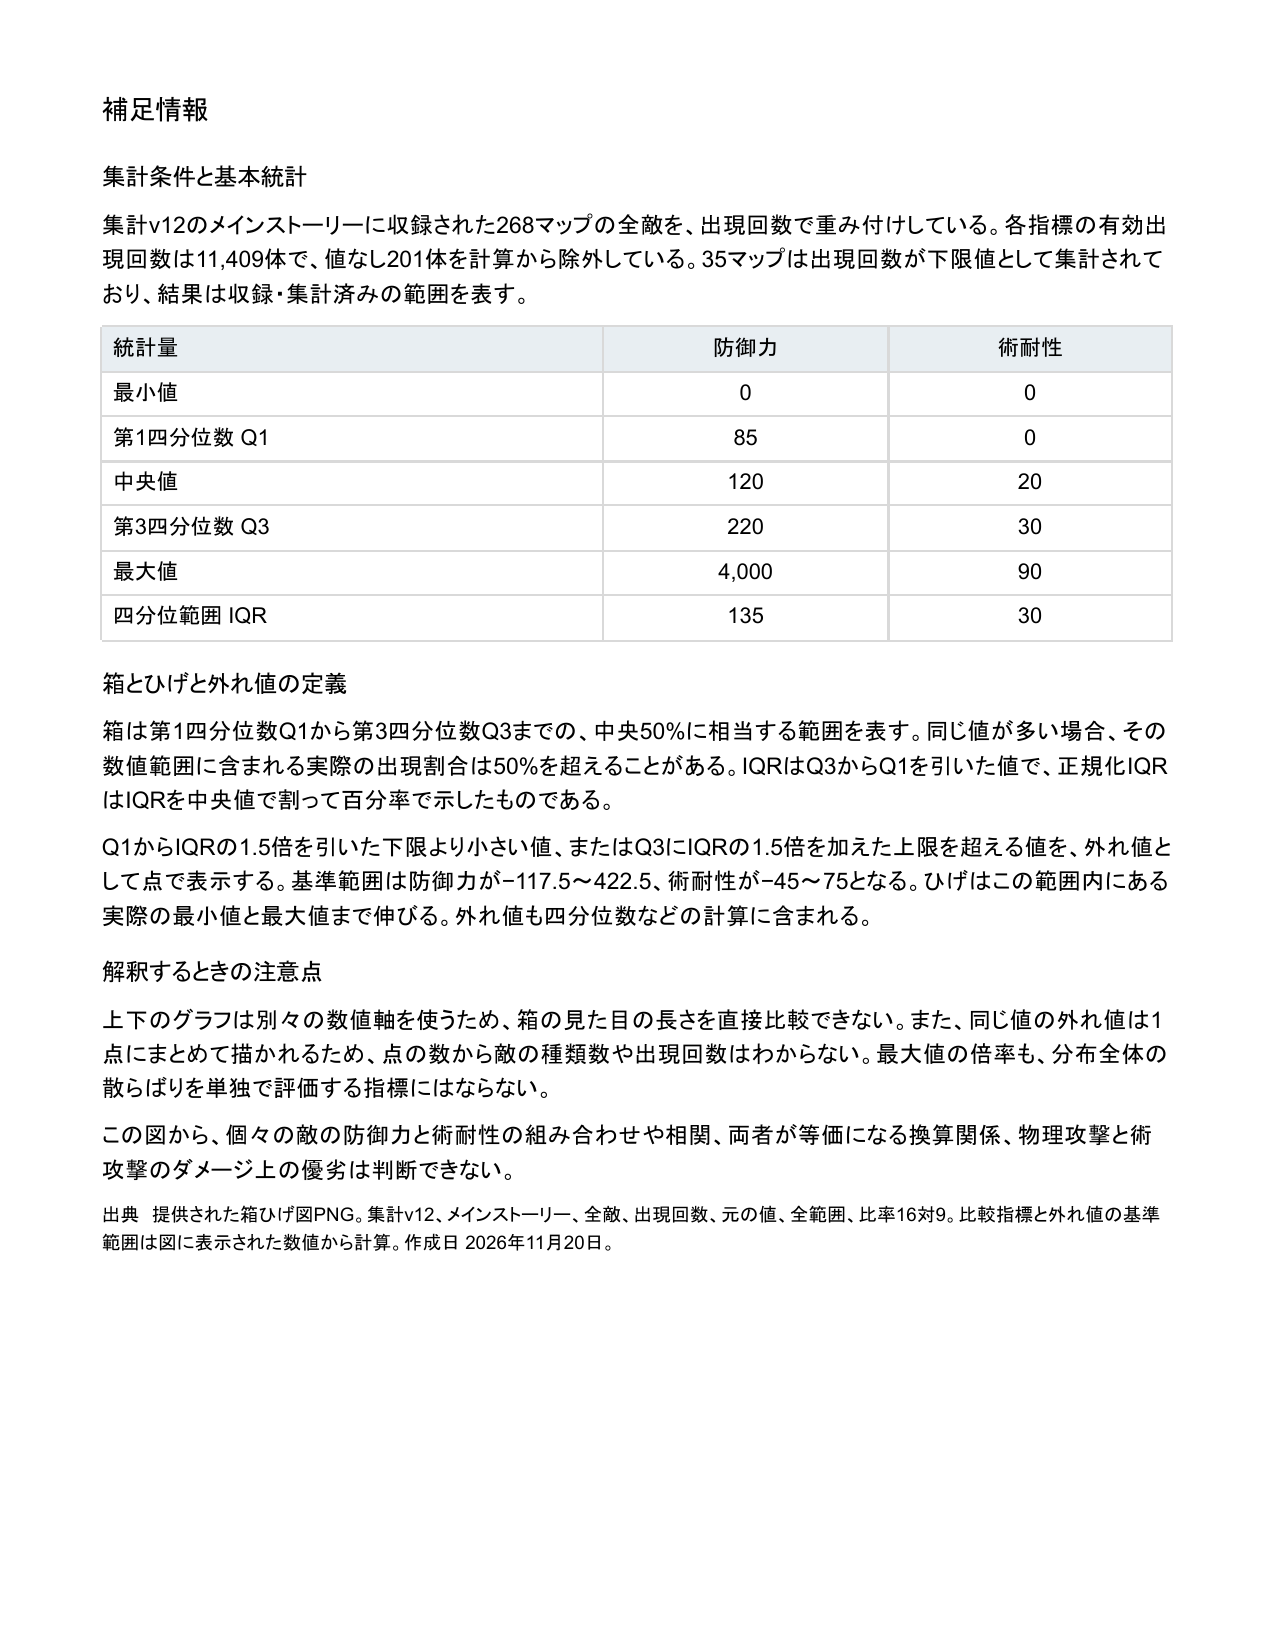 補足情報
集計条件と基本統計
集計v12のメインストーリーに収録された268マップの全敵を、出現回数で重み付けしている。各指標の有効出
現回数は11,409体で、値なし201体を計算から除外している。35マップは出現回数が下限値として集計されて
おり、結果は収録・集計済みの範囲を表す。
統計量 防御力 術耐性
最小値 0 0
第1四分位数 Q1 85 0
中央値 120 20
第3四分位数 Q3 220 30
最大値 4,000 90
四分位範囲 IQR 135 30
箱とひげと外れ値の定義
箱は第1四分位数Q1から第3四分位数Q3までの、中央50%に相当する範囲を表す。同じ値が多い場合、その
数値範囲に含まれる実際の出現割合は50%を超えることがある。IQRはQ3からQ1を引いた値で、正規化IQR
はIQRを中央値で割って百分率で示したものである。
Q1からIQRの1.5倍を引いた下限より小さい値、またはQ3にIQRの1.5倍を加えた上限を超える値を、外れ値と
して点で表示する。基準範囲は防御力が−117.5～422.5、術耐性が−45～75となる。ひげはこの範囲内にある
実際の最小値と最大値まで伸びる。外れ値も四分位数などの計算に含まれる。
解釈するときの注意点
上下のグラフは別々の数値軸を使うため、箱の見た目の長さを直接比較できない。また、同じ値の外れ値は1
点にまとめて描かれるため、点の数から敵の種類数や出現回数はわからない。最大値の倍率も、分布全体の
散らばりを単独で評価する指標にはならない。
この図から、個々の敵の防御力と術耐性の組み合わせや相関、両者が等価になる換算関係、物理攻撃と術
攻撃のダメージ上の優劣は判断できない。
出典 提供された箱ひげ図PNG。集計v12、メインストーリー、全敵、出現回数、元の値、全範囲、比率16対9。比較指標と外れ値の基準
範囲は図に表示された数値から計算。作成日 2026年11月20日。